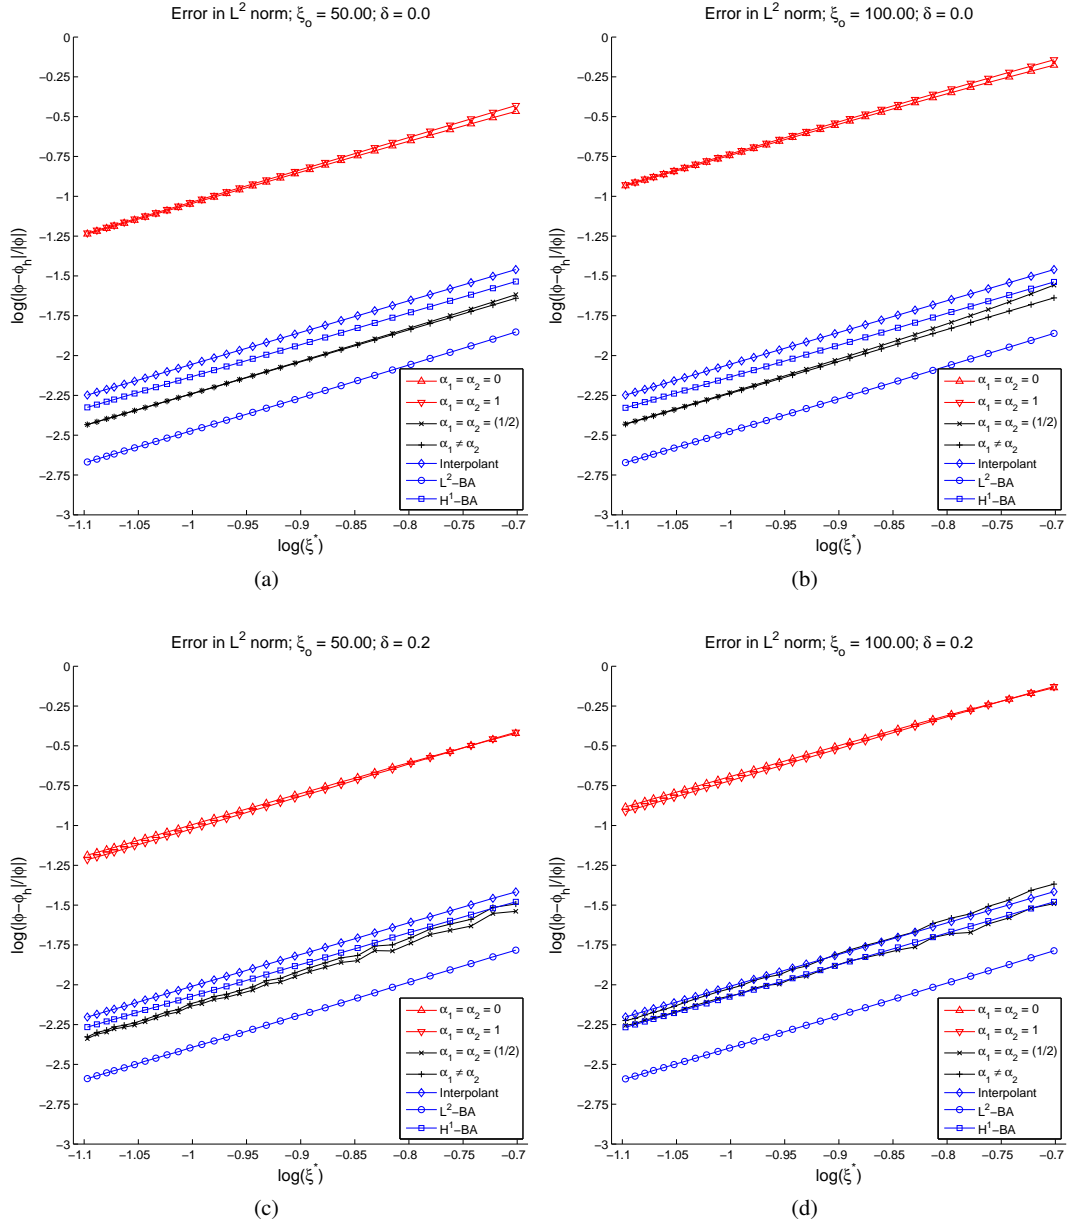 Error in L² norm; ξₒ = 50.00; δ = 0.0
0
−0.25
−0.5
−0.75
−1
−1.25
−1.5
−1.75
−2
−2.25
−2.5
−2.75
−3
log(|φ−φₕ|/|φ|)
α₁ = α₂ = 0
α₁ = α₂ = 1
α₁ = α₂ = (1/2)
α₁ ≠ α₂
Interpolant
L²−BA
H¹−BA
−1.1 −1.05 −1 −0.95 −0.9 −0.85 −0.8 −0.75 −0.7
log(ξ*)
(a)
Error in L² norm; ξₒ = 100.00; δ = 0.0
0
−0.25
−0.5
−0.75
−1
−1.25
−1.5
−1.75
−2
−2.25
−2.5
−2.75
−3
log(|φ−φₕ|/|φ|)
α₁ = α₂ = 0
α₁ = α₂ = 1
α₁ = α₂ = (1/2)
α₁ ≠ α₂
Interpolant
L²−BA
H¹−BA
−1.1 −1.05 −1 −0.95 −0.9 −0.85 −0.8 −0.75 −0.7
log(ξ*)
(b)
Error in L² norm; ξₒ = 50.00; δ = 0.2
0
−0.25
−0.5
−0.75
−1
−1.25
−1.5
−1.75
−2
−2.25
−2.5
−2.75
−3
log(|φ−φₕ|/|φ|)
α₁ = α₂ = 0
α₁ = α₂ = 1
α₁ = α₂ = (1/2)
α₁ ≠ α₂
Interpolant
L²−BA
H¹−BA
−1.1 −1.05 −1 −0.95 −0.9 −0.85 −0.8 −0.75 −0.7
log(ξ*)
(c)
Error in L² norm; ξₒ = 100.00; δ = 0.2
0
−0.25
−0.5
−0.75
−1
−1.25
−1.5
−1.75
−2
−2.25
−2.5
−2.75
−3
log(|φ−φₕ|/|φ|)
α₁ = α₂ = 0
α₁ = α₂ = 1
α₁ = α₂ = (1/2)
α₁ ≠ α₂
Interpolant
L²−BA
H¹−BA
−1.1 −1.05 −1 −0.95 −0.9 −0.85 −0.8 −0.75 −0.7
log(ξ*)
(d)